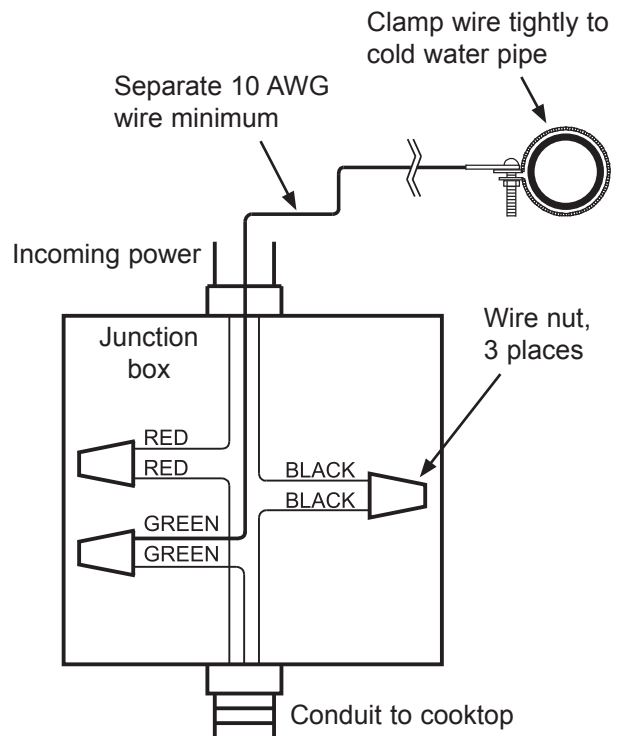 Clamp wire tightly to
cold water pipe
Separate 10 AWG
wire minimum
Incoming power
Junction
box
Wire nut,
3 places
RED
RED
BLACK
BLACK
GREEN
GREEN
Conduit to cooktop